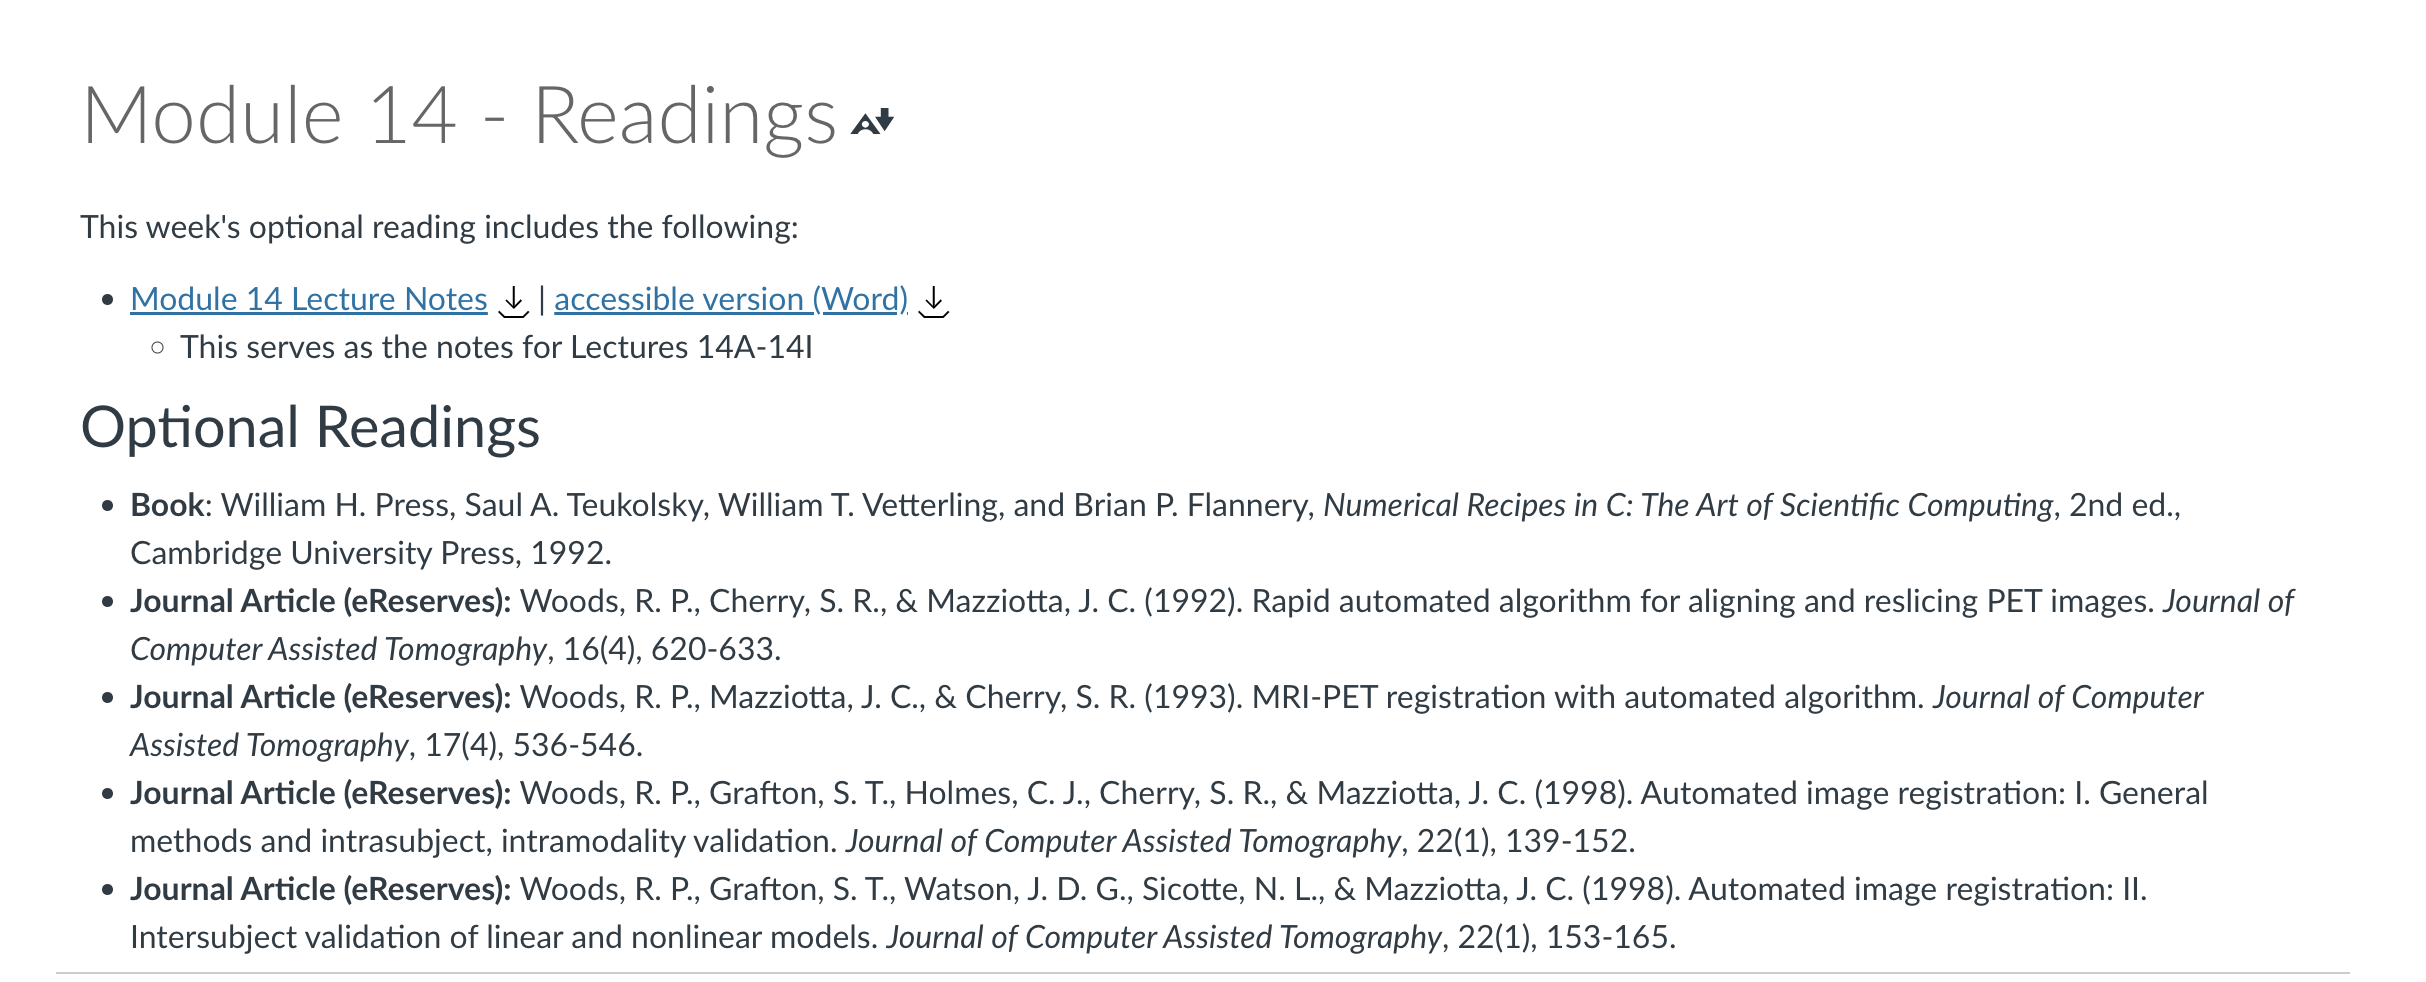 Module 14 - Readings
This week's optional reading includes the following:
Module 14 Lecture Notes | accessible version (Word)
This serves as the notes for Lectures 14A-14I
Optional Readings
Book: William H. Press, Saul A. Teukolsky, William T. Vetterling, and Brian P. Flannery, Numerical Recipes in C: The Art of Scientific Computing, 2nd ed.,
Cambridge University Press, 1992.
Journal Article (eReserves): Woods, R. P., Cherry, S. R., & Mazziotta, J. C. (1992). Rapid automated algorithm for aligning and reslicing PET images. Journal of
Computer Assisted Tomography, 16(4), 620-633.
Journal Article (eReserves): Woods, R. P., Mazziotta, J. C., & Cherry, S. R. (1993). MRI-PET registration with automated algorithm. Journal of Computer
Assisted Tomography, 17(4), 536-546.
Journal Article (eReserves): Woods, R. P., Grafton, S. T., Holmes, C. J., Cherry, S. R., & Mazziotta, J. C. (1998). Automated image registration: I. General
methods and intrasubject, intramodality validation. Journal of Computer Assisted Tomography, 22(1), 139-152.
Journal Article (eReserves): Woods, R. P., Grafton, S. T., Watson, J. D. G., Sicotte, N. L., & Mazziotta, J. C. (1998). Automated image registration: II.
Intersubject validation of linear and nonlinear models. Journal of Computer Assisted Tomography, 22(1), 153-165.